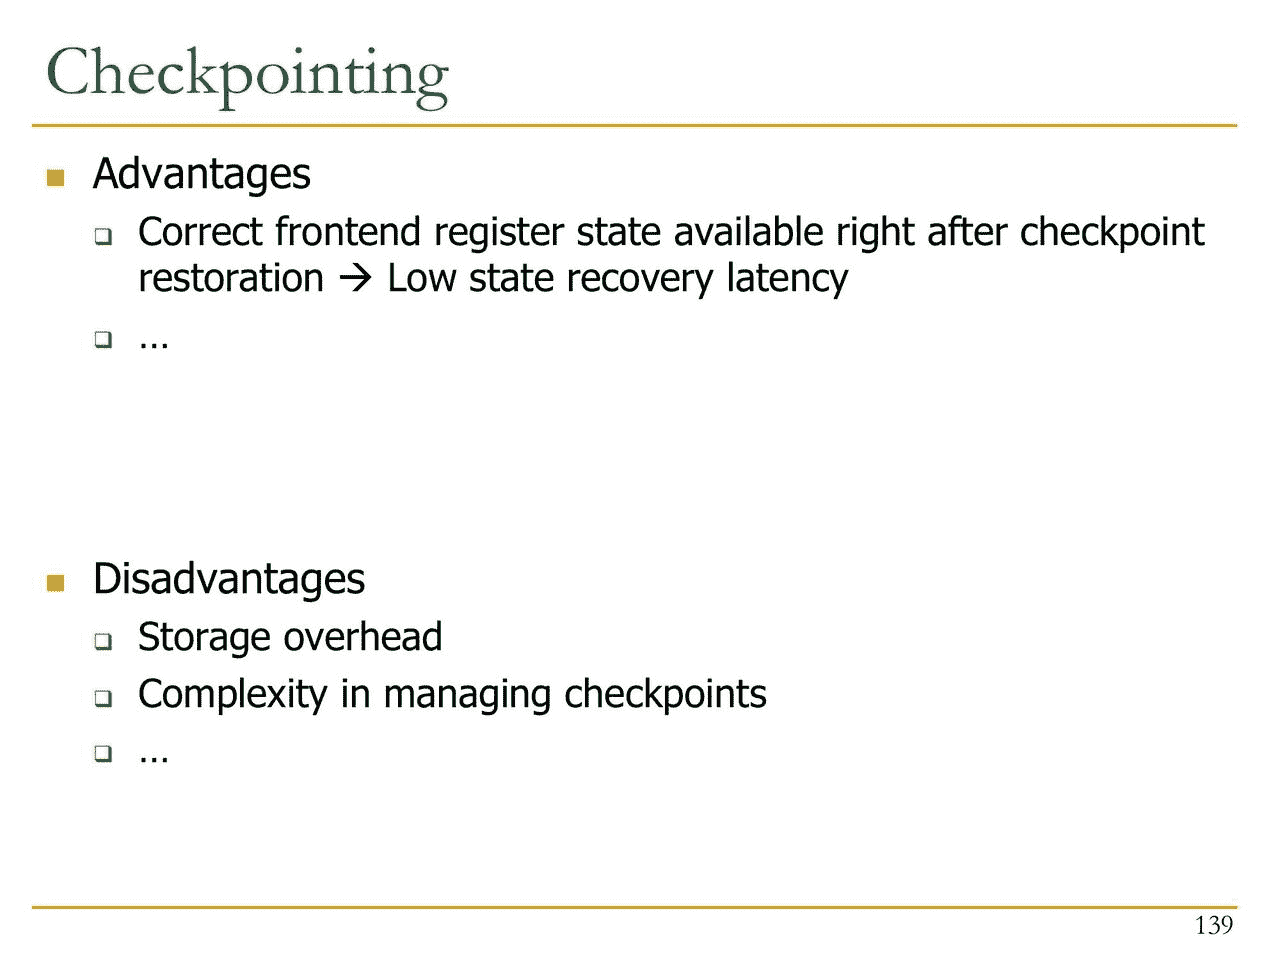 Checkpointing
Advantages
Correct frontend register state available right after checkpoint
restoration → Low state recovery latency
…
Disadvantages
Storage overhead
Complexity in managing checkpoints
…
139